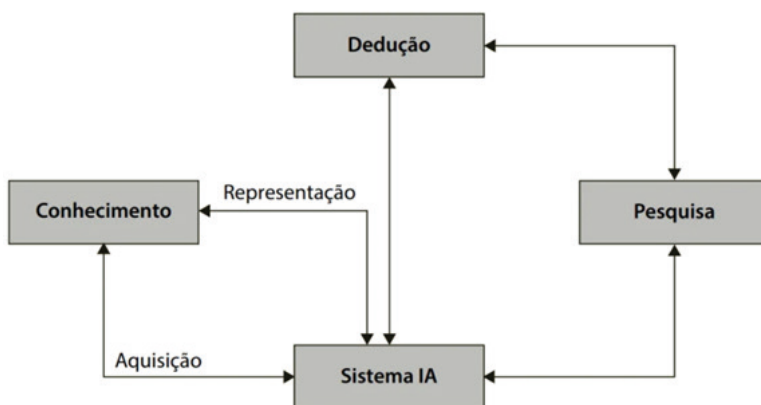 Dedução
Representação
Conhecimento
Pesquisa
Aquisição
Sistema IA